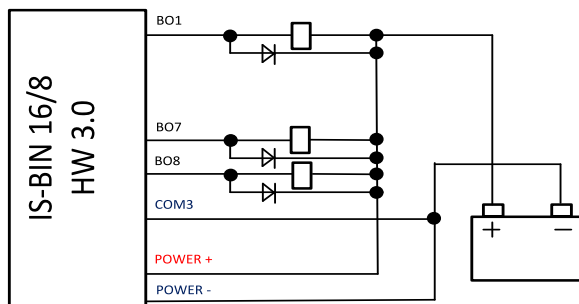 IS-BIN 16/8
HW 3.0
BO1
BO7
BO8
COM3
POWER +
POWER -
+ −